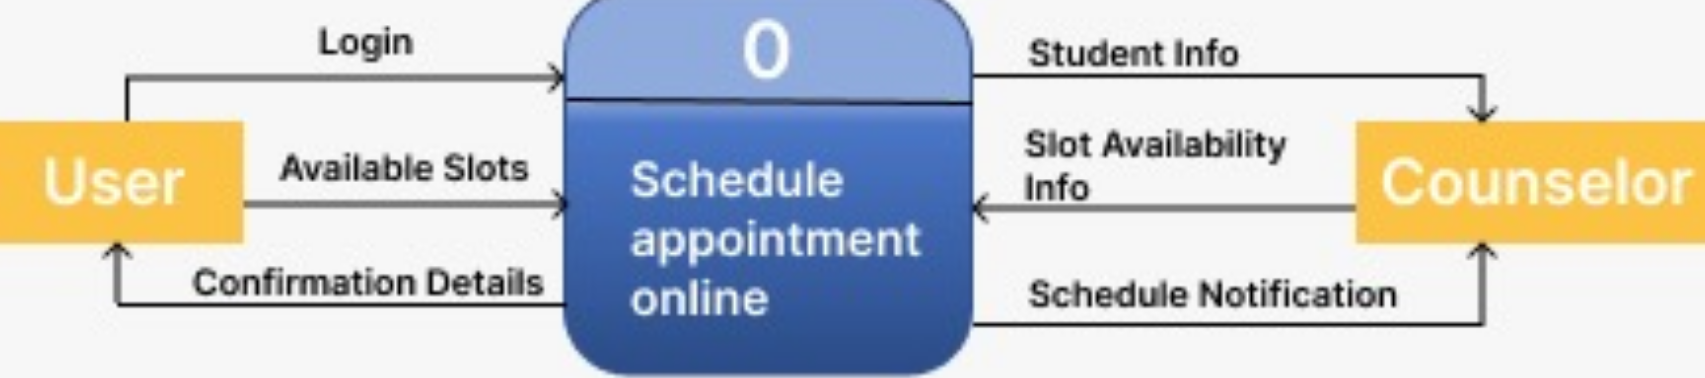 Login
0
Student Info
User
Available Slots
Schedule
appointment
online
Slot Availability
Info
Counselor
Confirmation Details
Schedule Notification